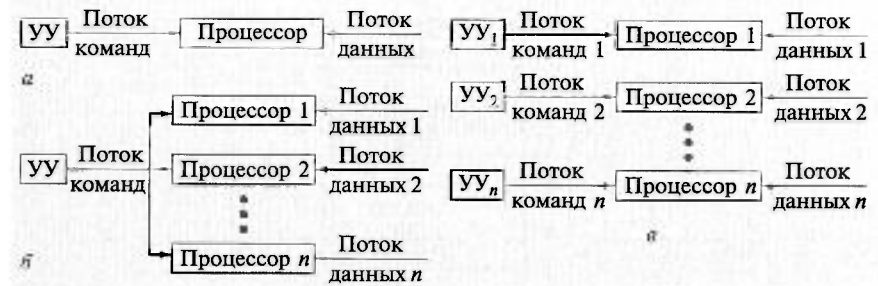 УУ Поток команд Процессор Поток данных
а
УУ Поток команд
Процессор 1 Поток данных 1
Процессор 2 Поток данных 2
Процессор n Поток данных n
б
УУ1 Поток команд 1 Процессор 1 Поток данных 1
УУ2 Поток команд 2 Процессор 2 Поток данных 2
УУn Поток команд n Процессор n Поток данных n
в